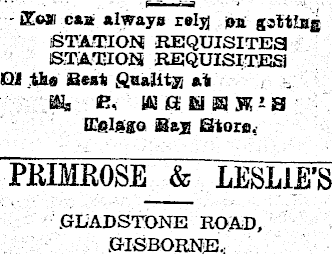 You can always rely on getting
STATION REQUISITES
STATION REQUISITES
Of the Best Quality at
AGNEW'S
Tolago Bay Store.
PRIMROSE & LESLIE'S
GLADSTONE ROAD,
GISBORNE.